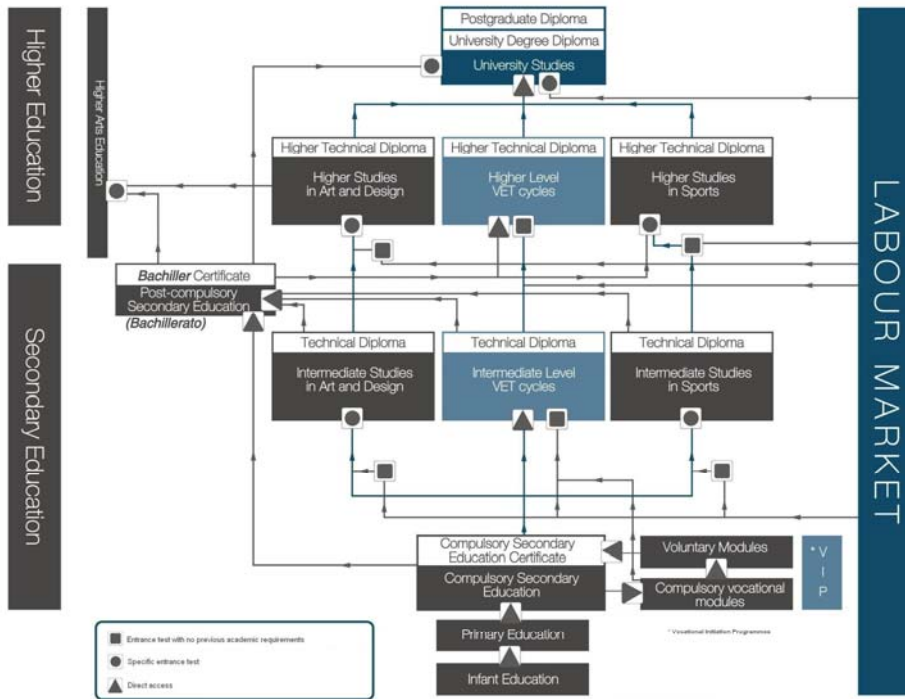 Higher Education
Higher Arts Education
Postgraduate Diploma
University Degree Diploma
University Studies
Higher Technical Diploma
Higher Studies
in Art and Design
Higher Technical Diploma
Higher Level
VET cycles
Higher Technical Diploma
Higher Studies
in Sports
LABOUR MARKET
Secondary Education
Bachiller Certificate
Post-compulsory
Secondary Education
(Bachillerato)
Technical Diploma
Intermediate Studies
in Art and Design
Technical Diploma
Intermediate Level
VET cycles
Technical Diploma
Intermediate Studies
in Sports
Compulsory Secondary
Education Certificate
Compulsory Secondary
Education
Voluntary Modules
Compulsory vocational
modules
* V
I
P
Primary Education
Infant Education
* Vocational Initiation Programmes
Entrance test with no previous academic requirements
Specific entrance test
Direct access